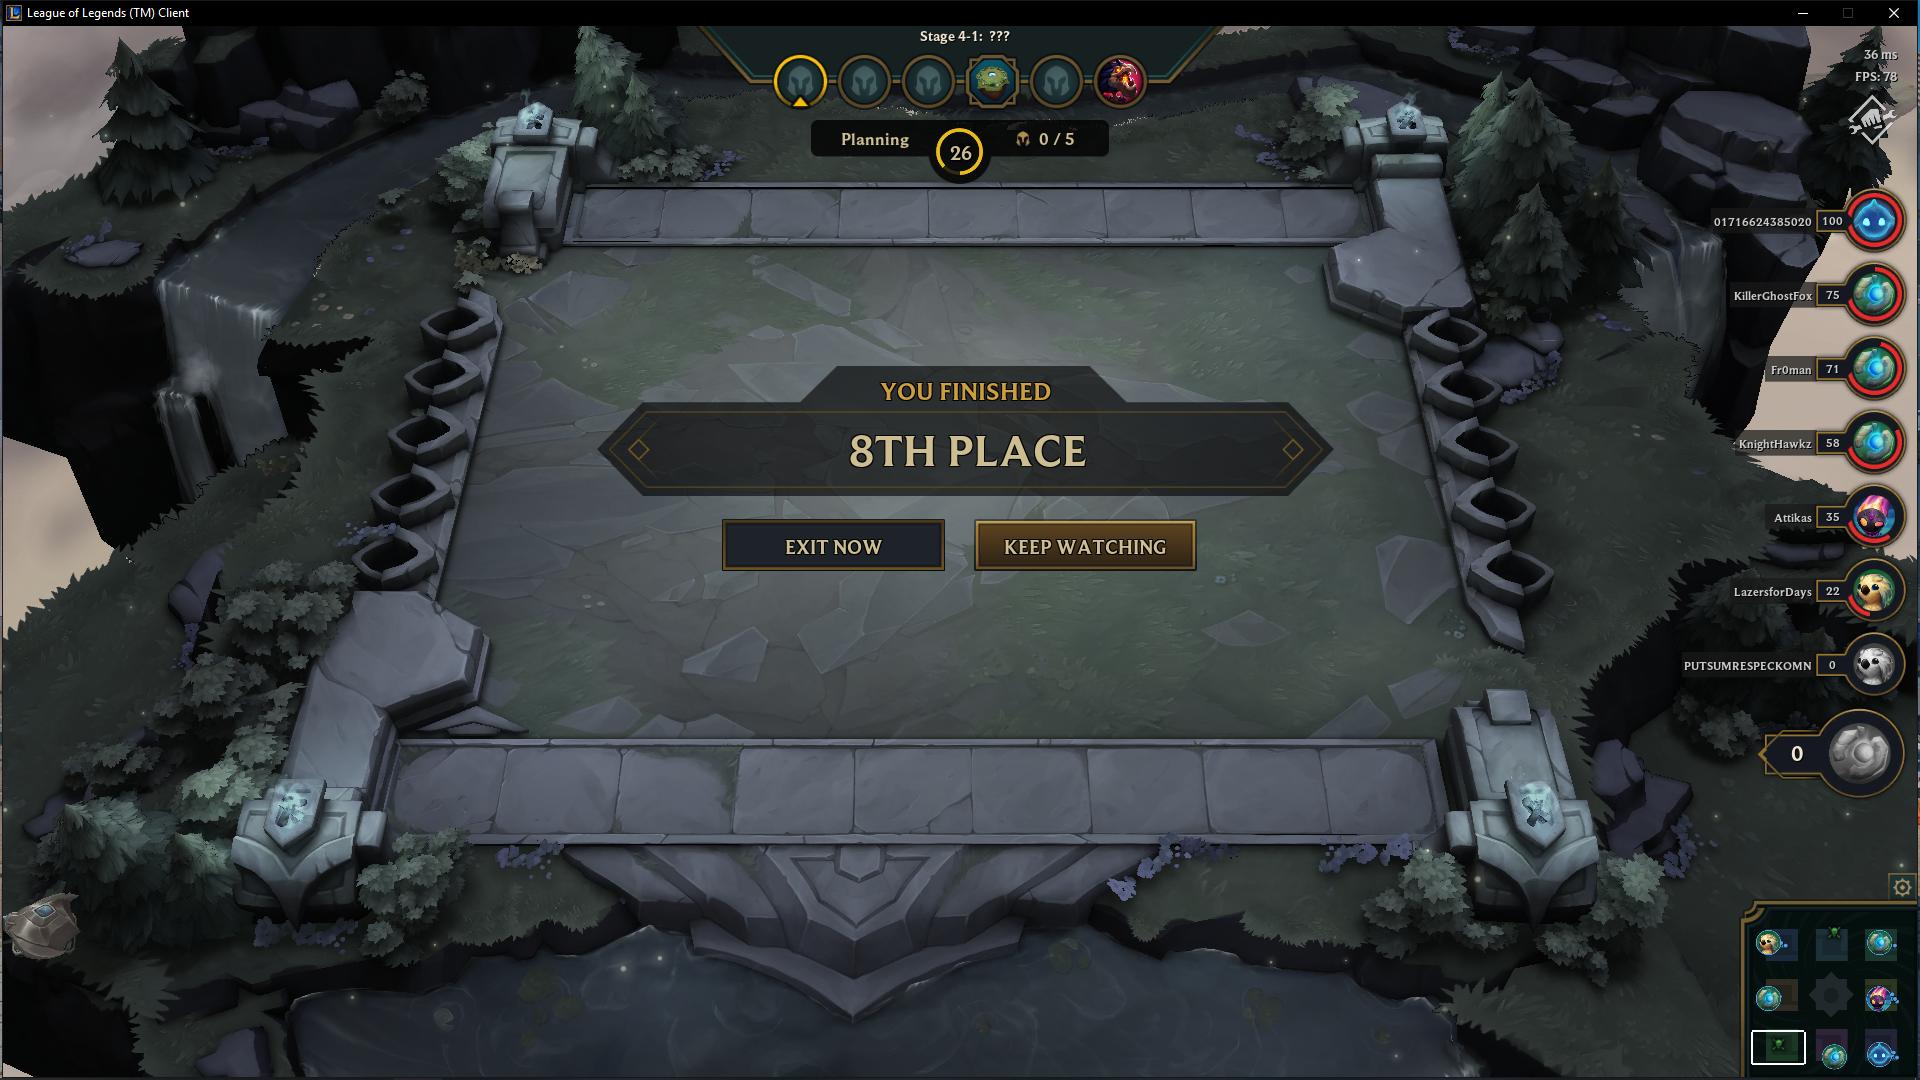 League of Legends (TM) Client
Stage 4-1: ???
36 ms
FPS: 78
Planning
26
0 / 5
01716624385020 100
KillerGhostFox 75
Fr0man 71
YOU FINISHED
8TH PLACE
KnightHawkz 58
Attikas 35
EXIT NOW
KEEP WATCHING
LazersforDays 22
PUTSUMRESPECKOMN 0
0